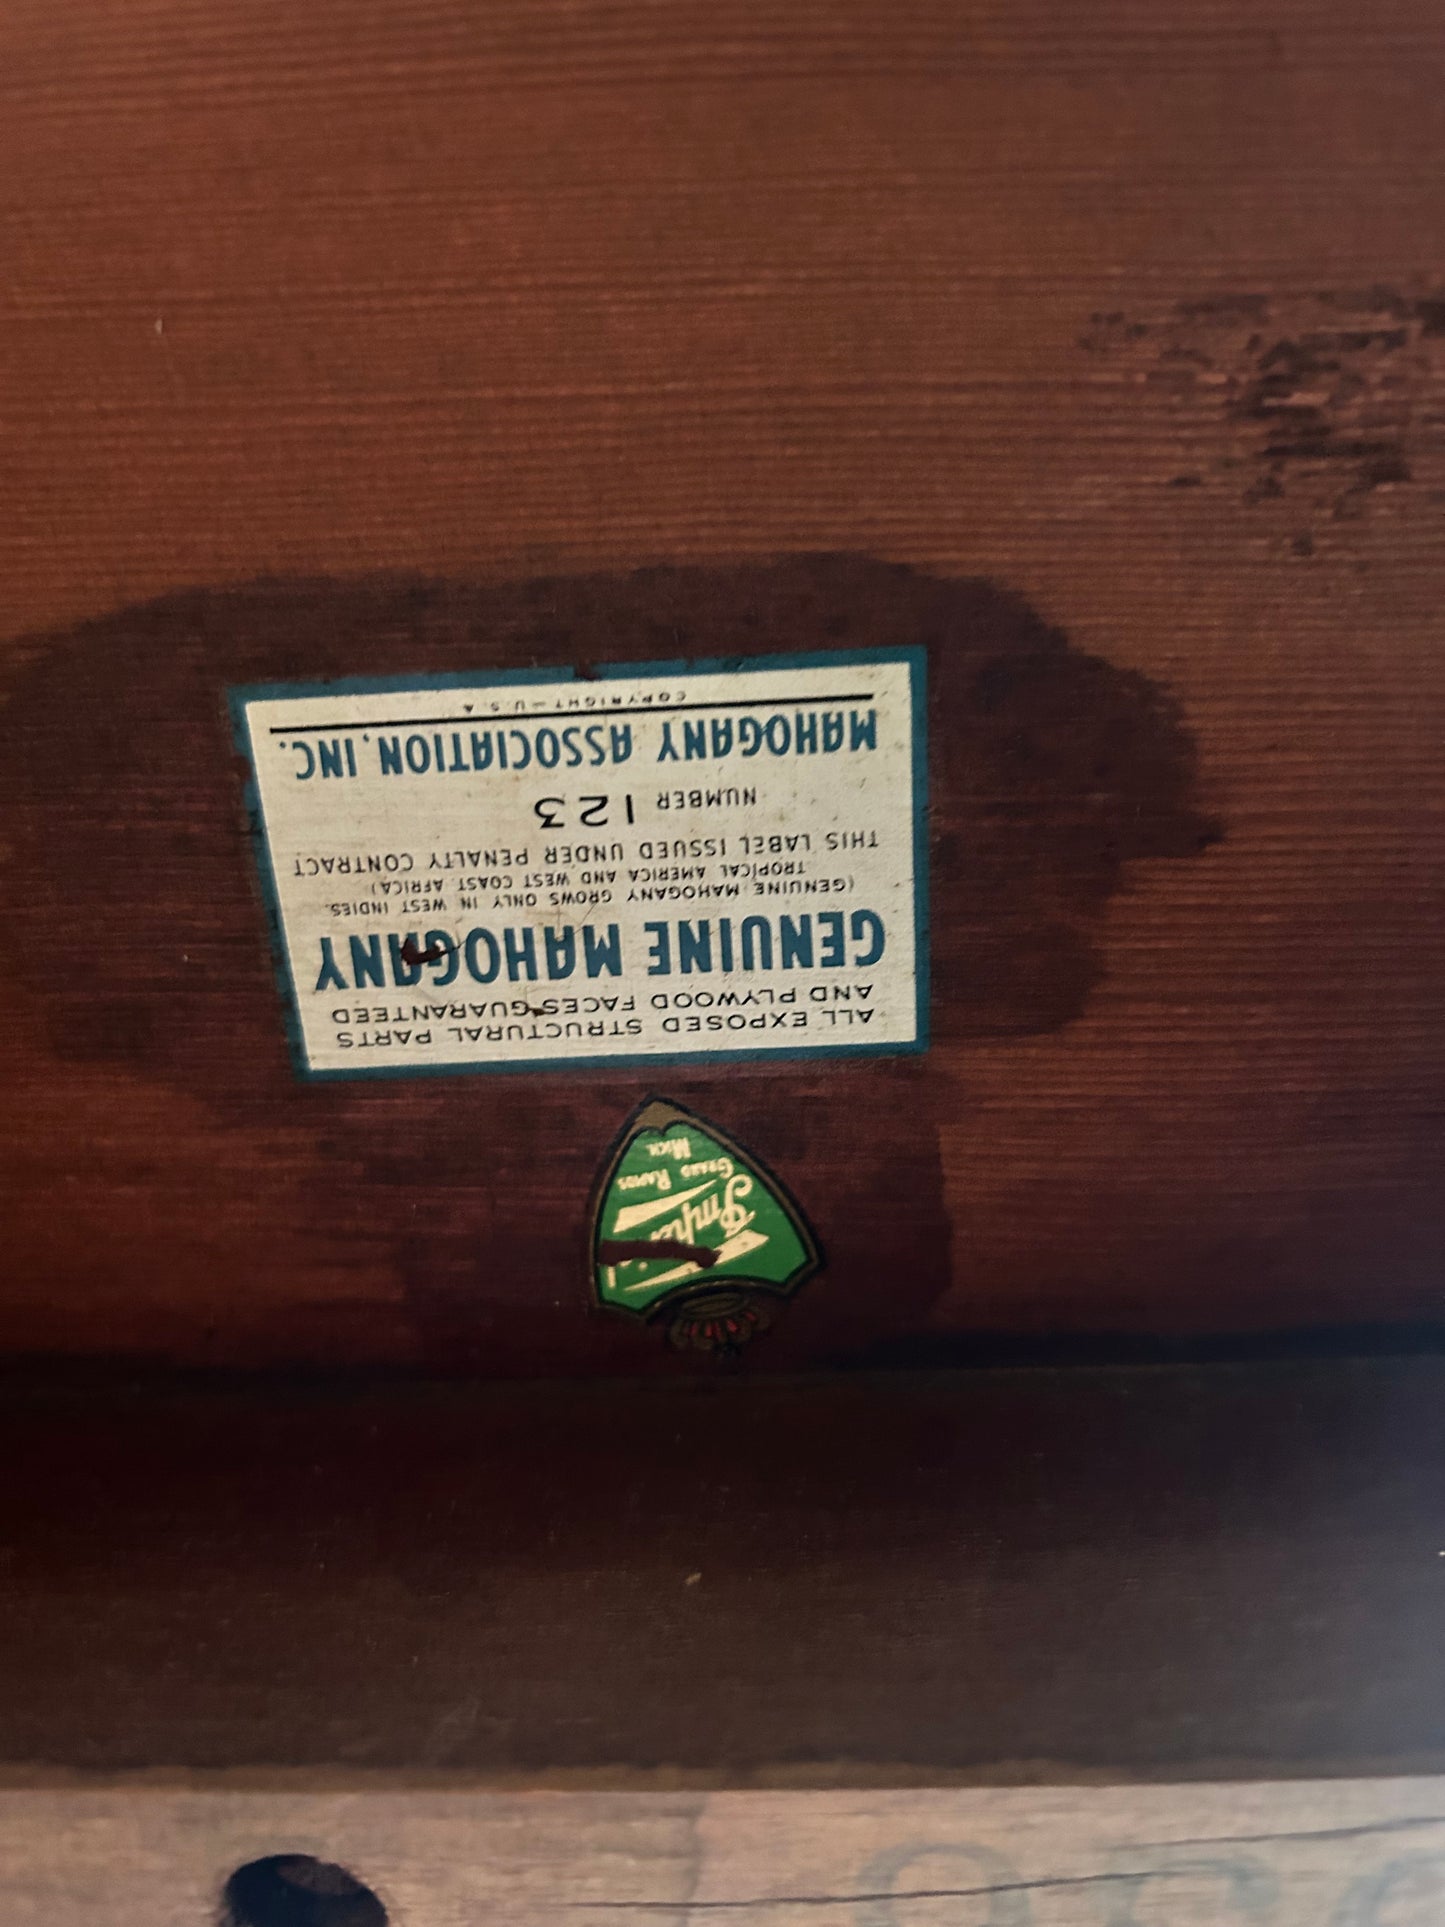 ALL EXPOSED STRUCTURAL PARTS
AND PLYWOOD FACES GUARANTEED
GENUINE MAHOGANY
(GENUINE MAHOGANY GROWS ONLY IN WEST INDIES.
TROPICAL AMERICA AND WEST COAST AFRICA)
THIS LABEL ISSUED UNDER PENALTY CONTRACT
NUMBER 123
MAHOGANY ASSOCIATION, INC.
COPYRIGHT — U.S.A.
GRAND RAPIDS
MICH.